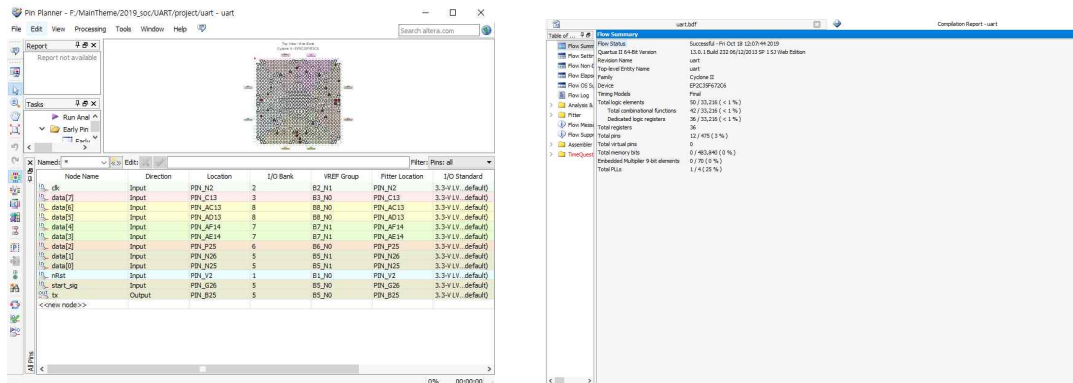 Pin Planner - F:/MainTheme/2019_soc/UART/project/uart - uart
File Edit View Processing Tools Window Help
Search altera.com
Report
Report not available
Tasks
Run Anal
Early Pin
Early
Named: * Edit: Filter: Pins: all
Node Name Direction Location I/O Bank VREF Group Fitter Location I/O Standard
clk Input PIN_N2 2 B2_N1 PIN_N2 3.3-V LV...default)
data[7] Input PIN_C13 3 B3_N0 PIN_C13 3.3-V LV...default)
data[6] Input PIN_AC13 8 B8_N0 PIN_AC13 3.3-V LV...default)
data[5] Input PIN_AD13 8 B8_N0 PIN_AD13 3.3-V LV...default)
data[4] Input PIN_AF14 7 B7_N1 PIN_AF14 3.3-V LV...default)
data[3] Input PIN_AE14 7 B7_N1 PIN_AE14 3.3-V LV...default)
data[2] Input PIN_P25 6 B6_N0 PIN_P25 3.3-V LV...default)
data[1] Input PIN_N26 5 B5_N1 PIN_N26 3.3-V LV...default)
data[0] Input PIN_N25 5 B5_N1 PIN_N25 3.3-V LV...default)
nRst Input PIN_V2 1 B1_N0 PIN_V2 3.3-V LV...default)
start_sig Input PIN_G26 5 B5_N0 PIN_G26 3.3-V LV...default)
tx Output PIN_B25 5 B5_N0 PIN_B25 3.3-V LV...default)
<<new node>>
All Pins
0% 00:00:00
uart.bdf
Compilation Report - uart
Table of...
Flow Summ
Flow Settin
Flow Non-D
Flow Elapse
Flow OS Su
Flow Log
Analysis &
Fitter
Flow Messa
Flow Suppr
Assembler
TimeQuest
Flow Summary
Flow Status Successful - Fri Oct 18 12:07:44 2019
Quartus II 64-Bit Version 13.0.1 Build 232 06/12/2013 SP 1 SJ Web Edition
Revision Name uart
Top-level Entity Name uart
Family Cyclone II
Device EP2C35F672C6
Timing Models Final
Total logic elements 50 / 33,216 ( < 1 % )
Total combinational functions 42 / 33,216 ( < 1 % )
Dedicated logic registers 36 / 33,216 ( < 1 % )
Total registers 36
Total pins 12 / 475 ( 3 % )
Total virtual pins 0
Total memory bits 0 / 483,840 ( 0 % )
Embedded Multiplier 9-bit elements 0 / 70 ( 0 % )
Total PLLs 1 / 4 ( 25 % )